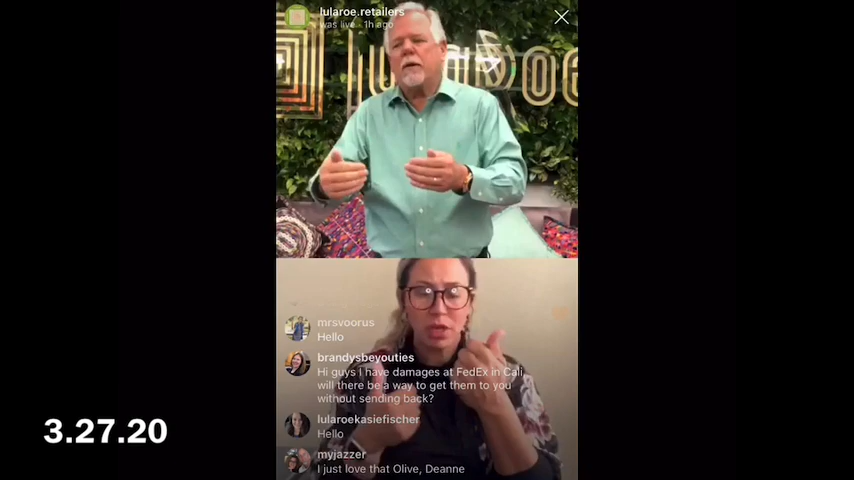 lularoe.retailers
was live · 1h ago
lularoe
mrsvoorus
Hello
brandysbeyouties
Hi guys I have damages at FedEx in Cali,
will there be a way to get them to you
without sending back?
lularoekasiefischer
Hello
myjazzer
I just love that Olive, Deanne
3.27.20